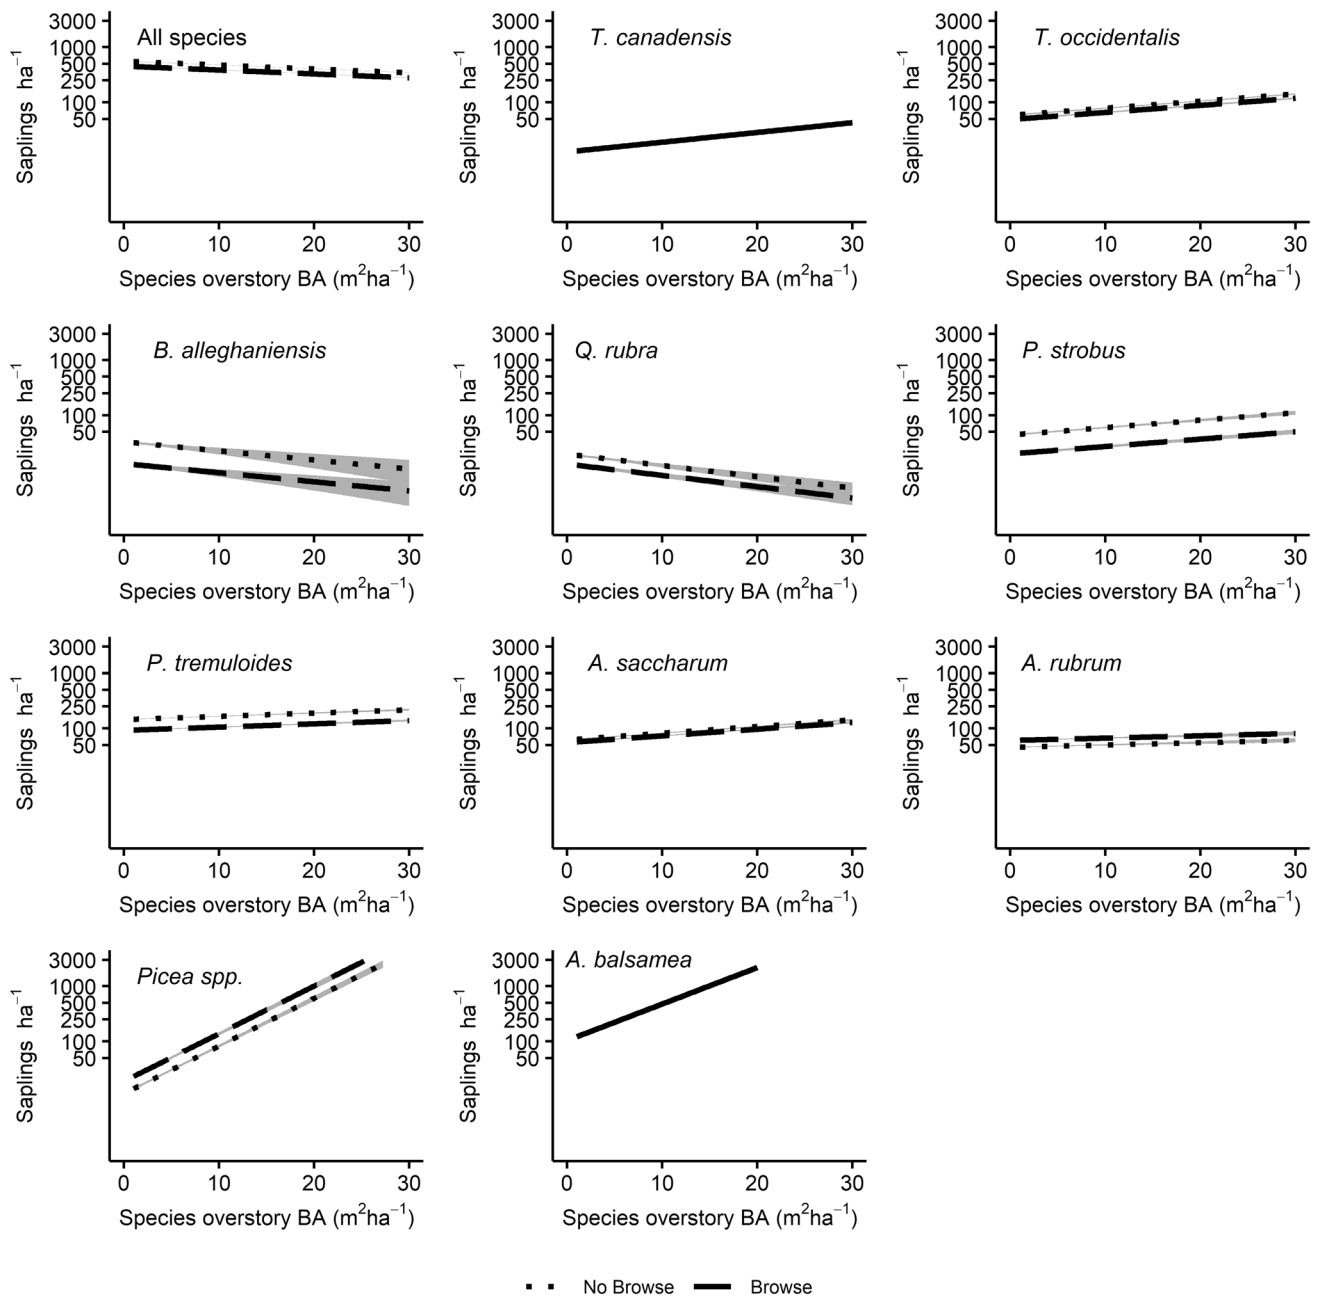 All species
3000
1000
500
250
100
50
Saplings ha⁻¹
0 10 20 30
Species overstory BA (m²ha⁻¹)
T. canadensis
3000
1000
500
250
100
50
Saplings ha⁻¹
0 10 20 30
Species overstory BA (m²ha⁻¹)
T. occidentalis
3000
1000
500
250
100
50
Saplings ha⁻¹
0 10 20 30
Species overstory BA (m²ha⁻¹)
B. alleghaniensis
3000
1000
500
250
100
50
Saplings ha⁻¹
0 10 20 30
Species overstory BA (m²ha⁻¹)
Q. rubra
3000
1000
500
250
100
50
Saplings ha⁻¹
0 10 20 30
Species overstory BA (m²ha⁻¹)
P. strobus
3000
1000
500
250
100
50
Saplings ha⁻¹
0 10 20 30
Species overstory BA (m²ha⁻¹)
P. tremuloides
3000
1000
500
250
100
50
Saplings ha⁻¹
0 10 20 30
Species overstory BA (m²ha⁻¹)
A. saccharum
3000
1000
500
250
100
50
Saplings ha⁻¹
0 10 20 30
Species overstory BA (m²ha⁻¹)
A. rubrum
3000
1000
500
250
100
50
Saplings ha⁻¹
0 10 20 30
Species overstory BA (m²ha⁻¹)
Picea spp.
3000
1000
500
250
100
50
Saplings ha⁻¹
0 10 20 30
Species overstory BA (m²ha⁻¹)
A. balsamea
3000
1000
500
250
100
50
Saplings ha⁻¹
0 10 20 30
Species overstory BA (m²ha⁻¹)
No Browse Browse